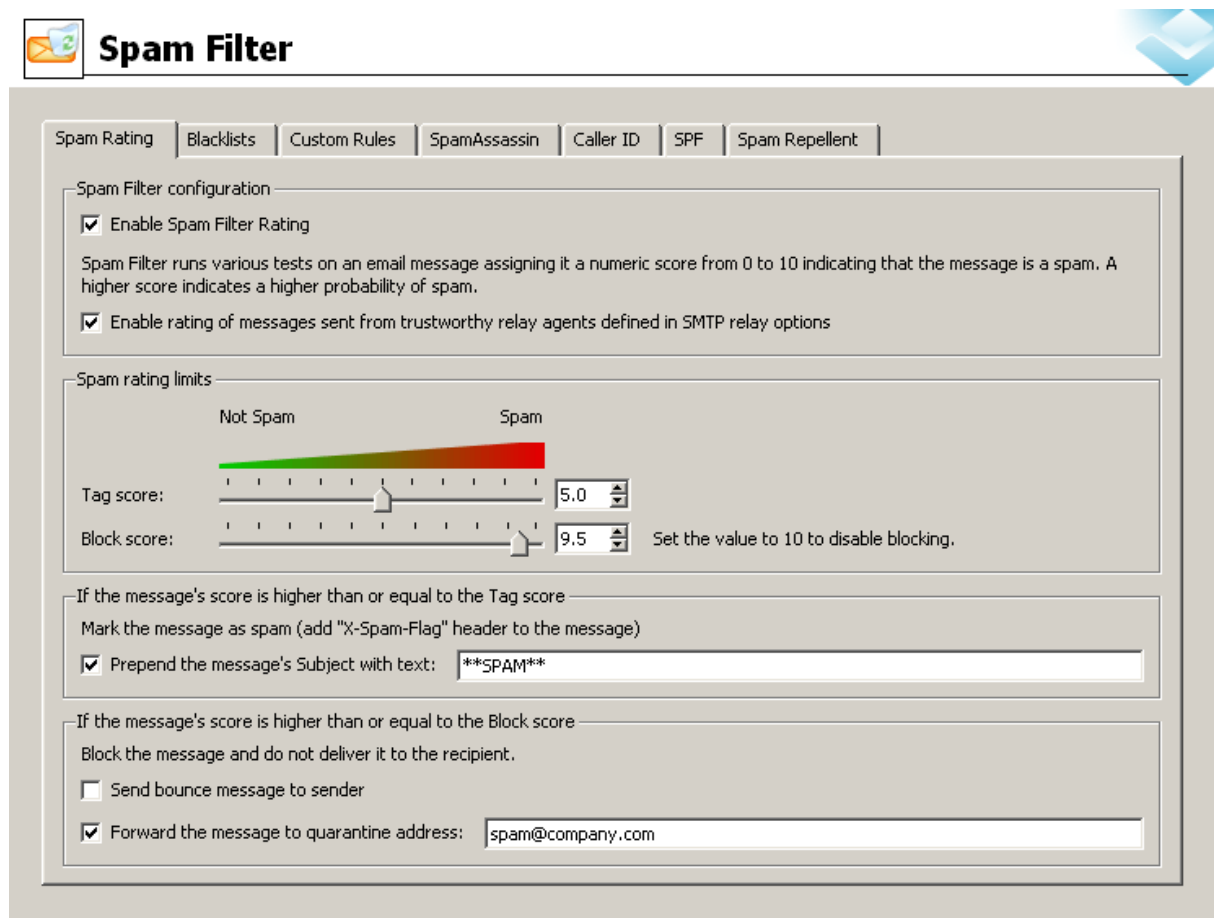 Spam Filter
Spam Rating
Blacklists
Custom Rules
SpamAssassin
Caller ID
SPF
Spam Repellent
Spam Filter configuration
Enable Spam Filter Rating
Spam Filter runs various tests on an email message assigning it a numeric score from 0 to 10 indicating that the message is a spam. A
higher score indicates a higher probability of spam.
Enable rating of messages sent from trustworthy relay agents defined in SMTP relay options
Spam rating limits
Not Spam
Spam
Tag score:
5.0
Block score:
9.5
Set the value to 10 to disable blocking.
If the message's score is higher than or equal to the Tag score
Mark the message as spam (add "X-Spam-Flag" header to the message)
Prepend the message's Subject with text:
**SPAM**
If the message's score is higher than or equal to the Block score
Block the message and do not deliver it to the recipient.
Send bounce message to sender
Forward the message to quarantine address:
spam@company.com